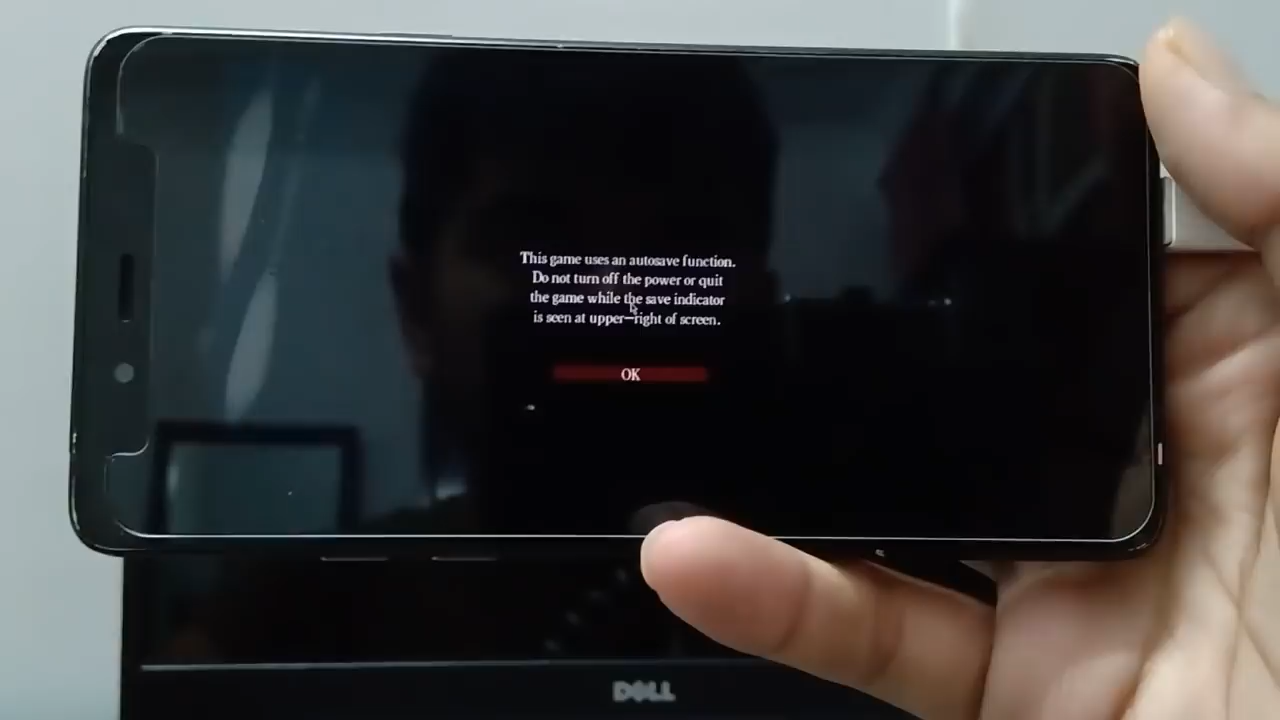 This game uses an autosave function.
Do not turn off the power or quit
the game while the save indicator
is seen at upper-right of screen.
OK
DELL